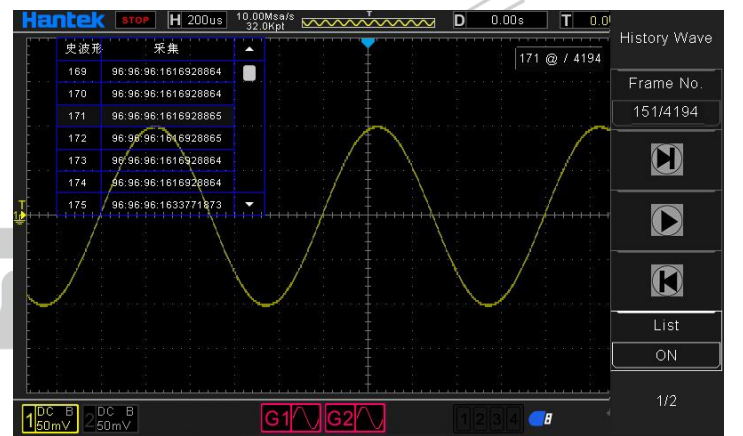 Hantek STOP H 200us 10.00Msa/s 32.0Kpt T D 0.00s T 0.0
History Wave
史波形 采集
171 @ / 4194
169 96:96:96:1616928864
170 96:96:96:1616928864
171 96:96:96:1616928865
172 96:96:96:1616928865
173 96:96:96:1616928864
174 96:96:96:1616928864
175 96:96:96:1633771873
Frame No.
151/4194
T
1
List
ON
1/2
1 DC B 50mV 2 DC B 50mV G1 G2 1 2 3 4